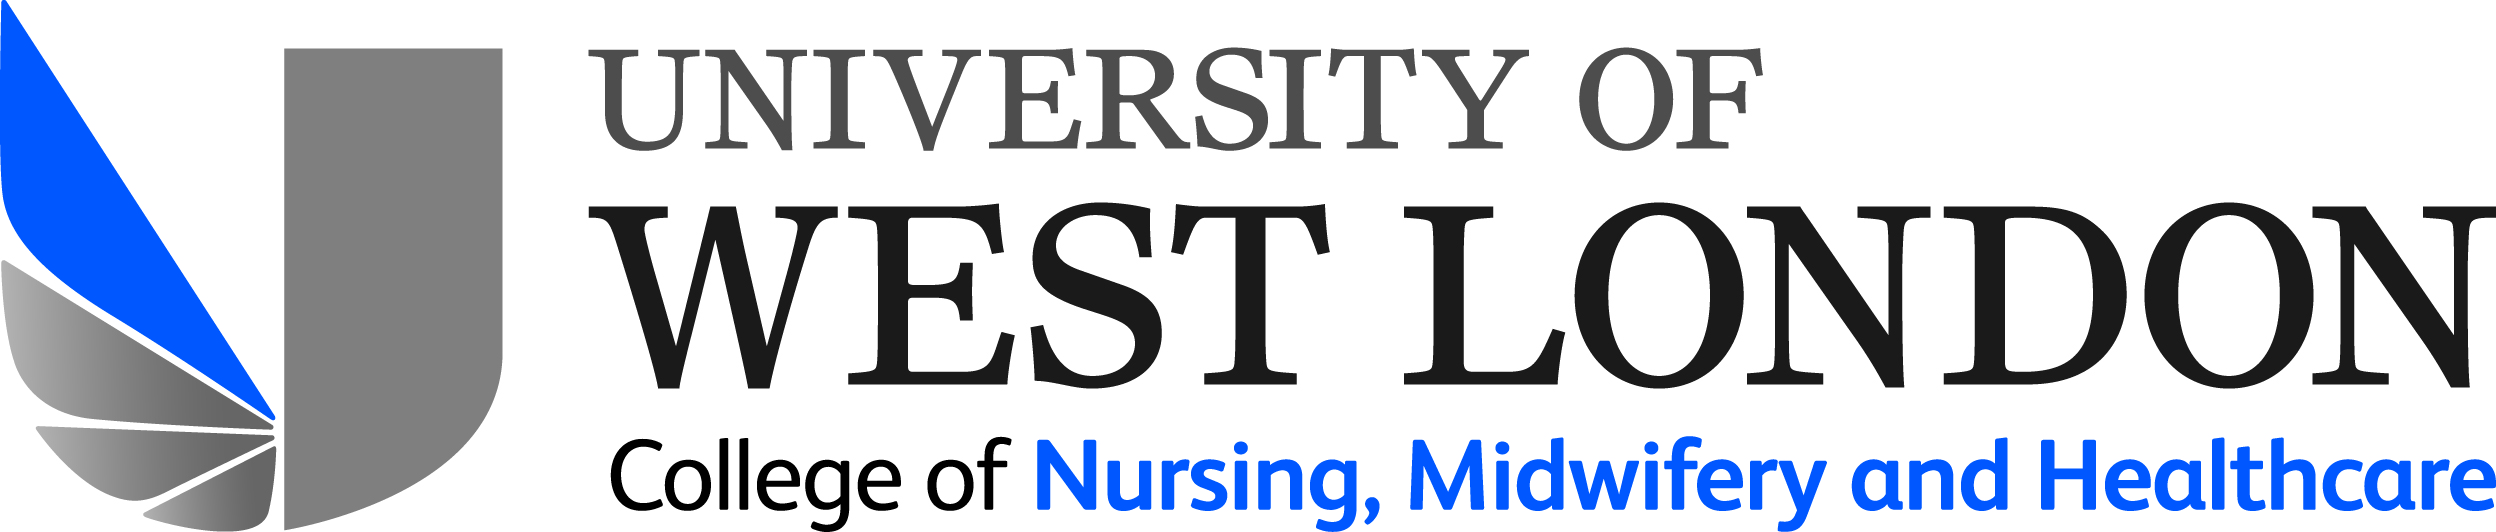 UNIVERSITY OF
WEST LONDON
College of Nursing, Midwifery and Healthcare